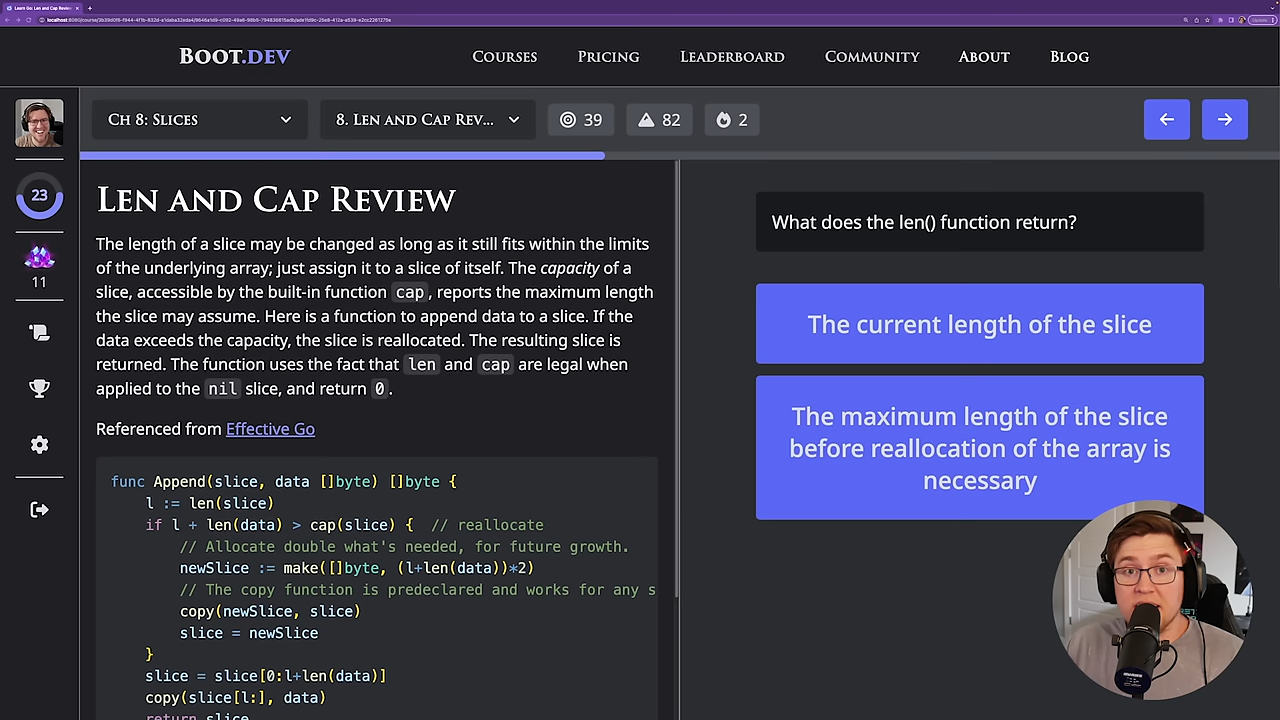 Learn Go: Len and Cap Review
BOOT.DEV
COURSES
PRICING
LEADERBOARD
COMMUNITY
ABOUT
BLOG
CH 8: SLICES
8. LEN AND CAP REV...
39
82
2
23
11
LEN AND CAP REVIEW
The length of a slice may be changed as long as it still fits within the limits
of the underlying array; just assign it to a slice of itself. The capacity of a
slice, accessible by the built-in function cap, reports the maximum length
the slice may assume. Here is a function to append data to a slice. If the
data exceeds the capacity, the slice is reallocated. The resulting slice is
returned. The function uses the fact that len and cap are legal when
applied to the nil slice, and return 0.
Referenced from Effective Go
func Append(slice, data []byte) []byte {
l := len(slice)
if l + len(data) > cap(slice) { // reallocate
// Allocate double what's needed, for future growth.
newSlice := make([]byte, (l+len(data))*2)
// The copy function is predeclared and works for any s
copy(newSlice, slice)
slice = newSlice
}
slice = slice[0:l+len(data)]
copy(slice[l:], data)
return slice
What does the len() function return?
The current length of the slice
The maximum length of the slice
before reallocation of the array is
necessary